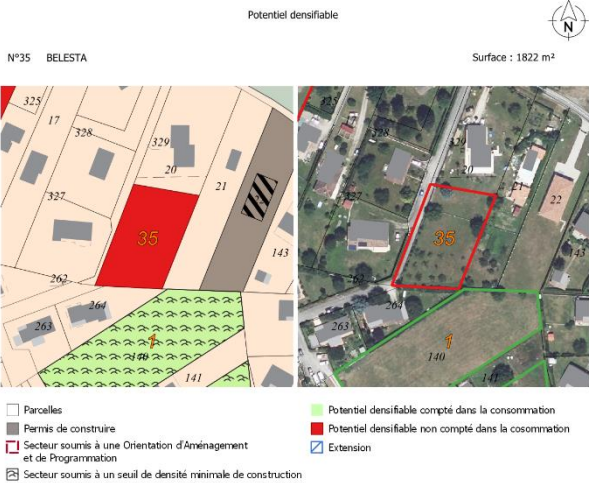 Potentiel densifiable
N
N°35 BELESTA
Surface : 1822 m²
325
17
328
329
20
21
327
35
143
262
264
263
1
140
141
325
328
329
20
21
22
327
35
143
262
264
263
1
140
141
Parcelles
Permis de construire
Secteur soumis à une Orientation d'Aménagement
et de Programmation
Secteur soumis à un seuil de densité minimale de construction
Potentiel densifiable compté dans la consommation
Potentiel densifiable non compté dans la cosommation
Extension